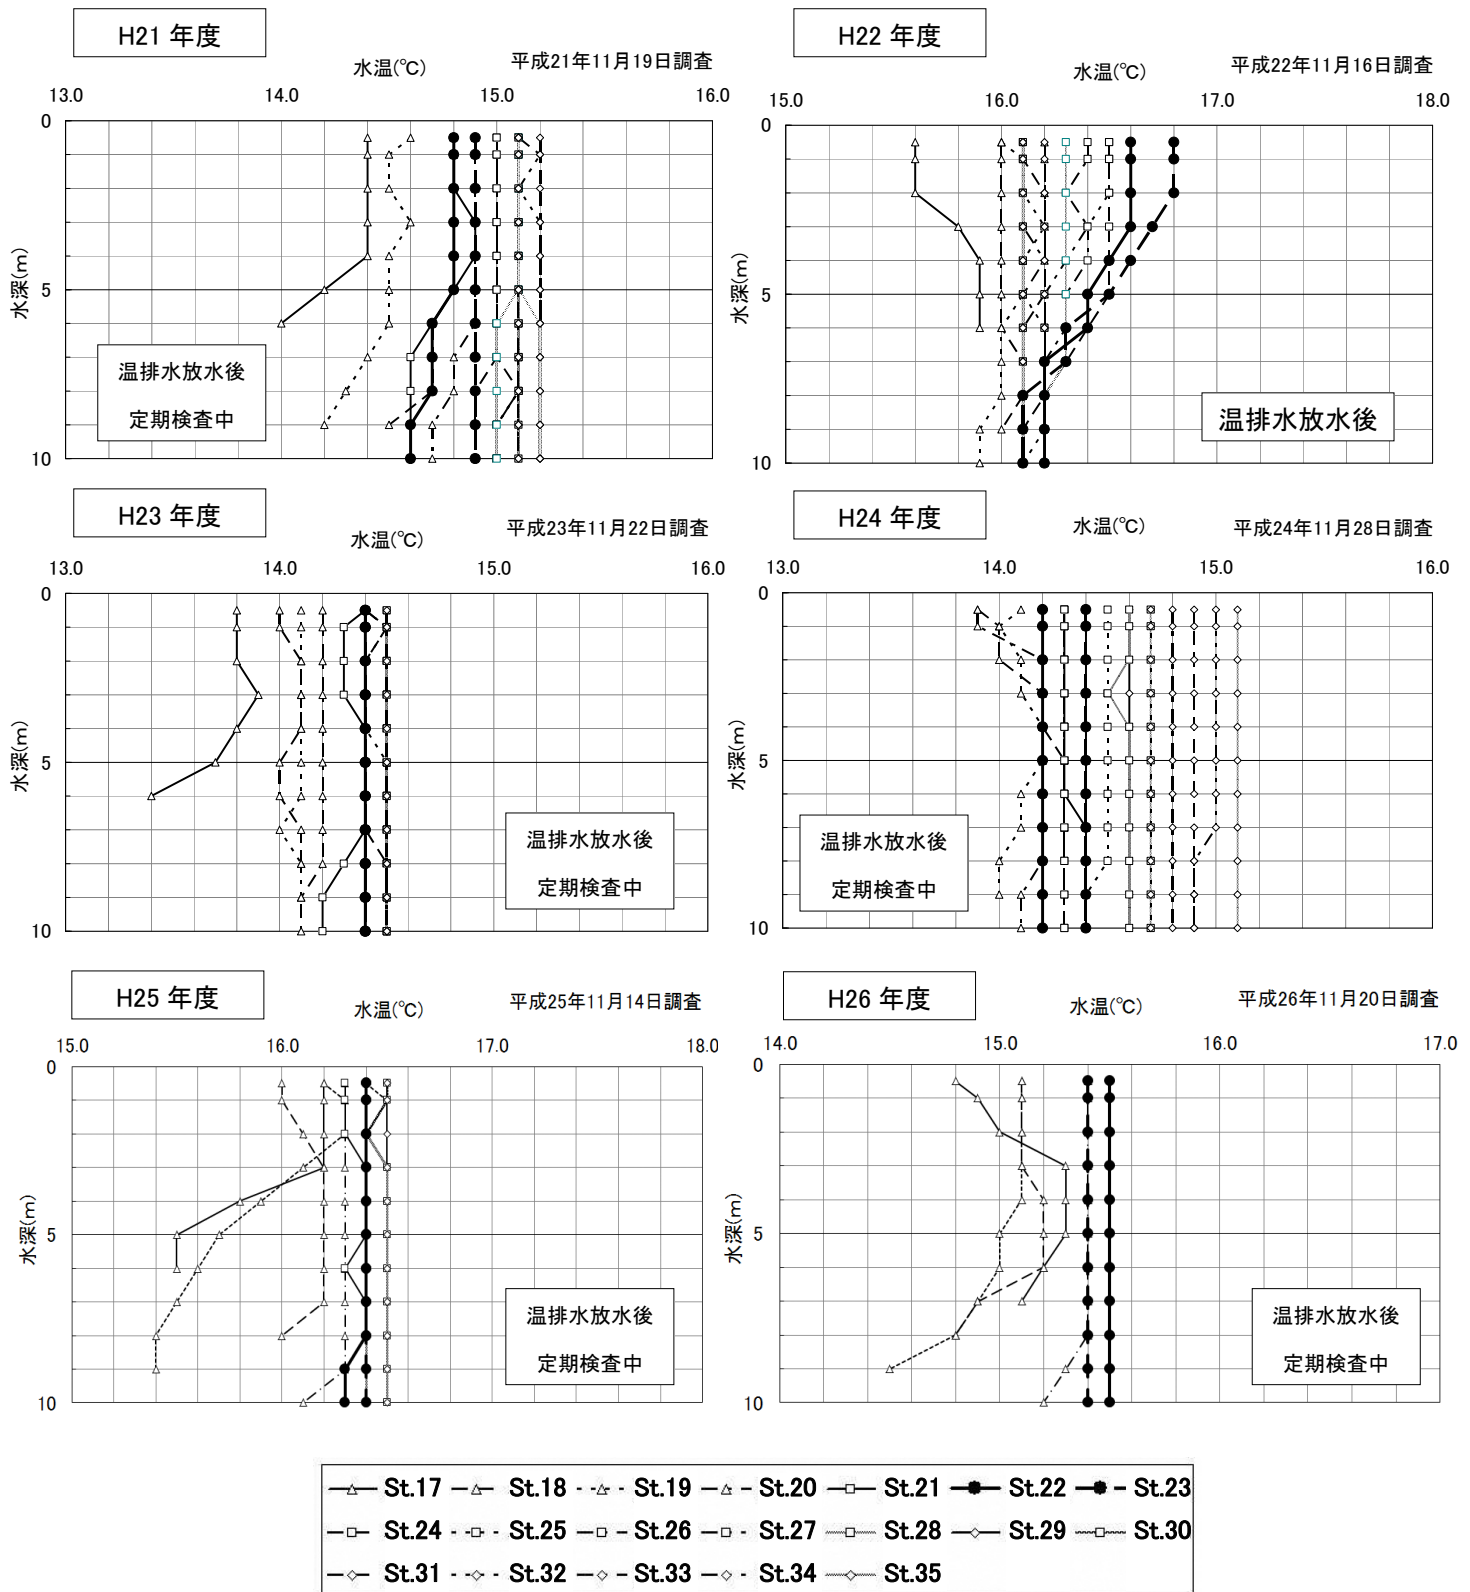 H21 年度
水温(℃)
平成21年11月19日調査
13.0 14.0 15.0 16.0
0
5
10
水深(m)
温排水放水後
定期検査中
H22 年度
水温(℃)
平成22年11月16日調査
15.0 16.0 17.0 18.0
0
5
10
水深(m)
温排水放水後
H23 年度
水温(℃)
平成23年11月22日調査
13.0 14.0 15.0 16.0
0
5
10
水深(m)
温排水放水後
定期検査中
H24 年度
水温(℃)
平成24年11月28日調査
13.0 14.0 15.0 16.0
0
5
10
水深(m)
温排水放水後
定期検査中
H25 年度
水温(℃)
平成25年11月14日調査
15.0 16.0 17.0 18.0
0
5
10
水深(m)
温排水放水後
定期検査中
H26 年度
水温(℃)
平成26年11月20日調査
14.0 15.0 16.0 17.0
0
5
10
水深(m)
温排水放水後
定期検査中
St.17 St.18 St.19 St.20 St.21 St.22 St.23
St.24 St.25 St.26 St.27 St.28 St.29 St.30
St.31 St.32 St.33 St.34 St.35